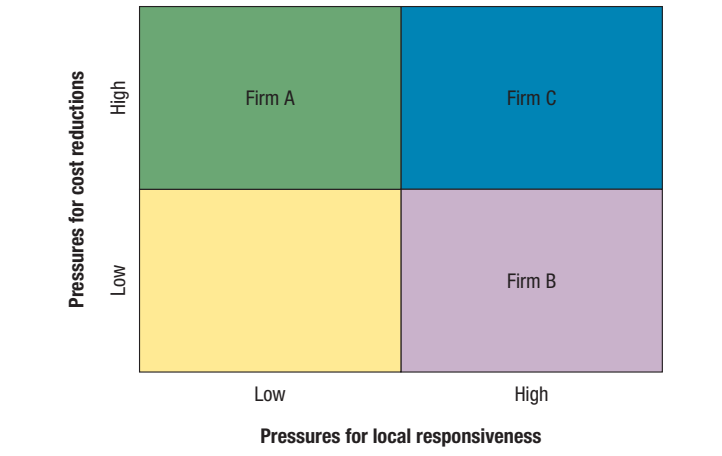 Pressures for cost reductions
High
Low
Firm A
Firm C
Firm B
Low
High
Pressures for local responsiveness